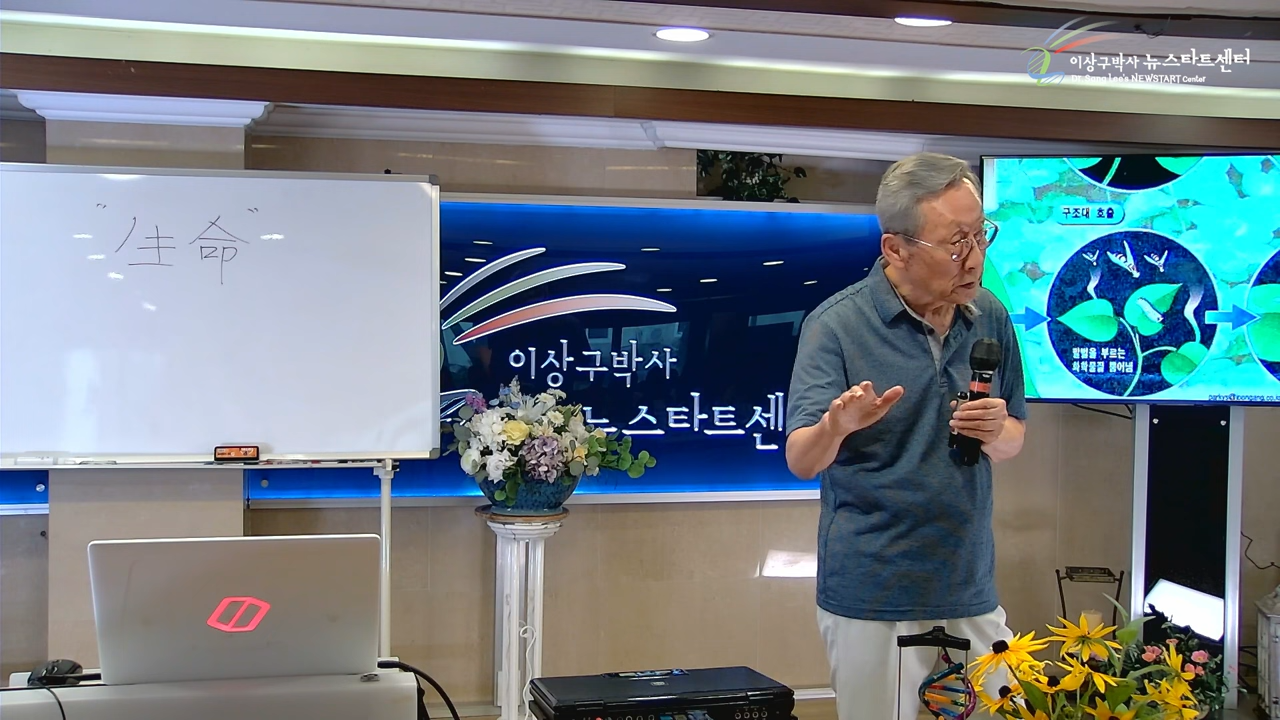 이상구박사 뉴스타트센터
Dr. Sang Lee's NEWSTART Center
"生命"
이상구박사
뉴스타트센
구조대 호출
말벌을 부르는
화학물질 뿜어냄